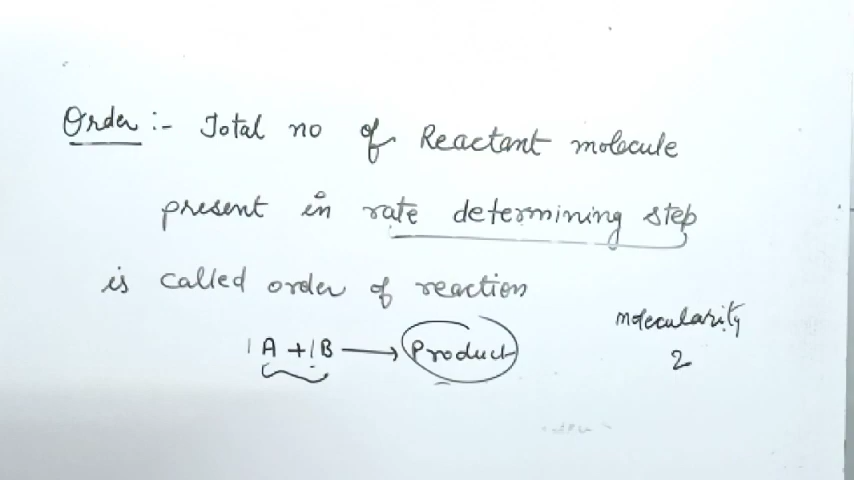 Order :- Total no of Reactant molecule
present in rate determining step
is called order of reaction
1A + 1B → Product
molecularity
2